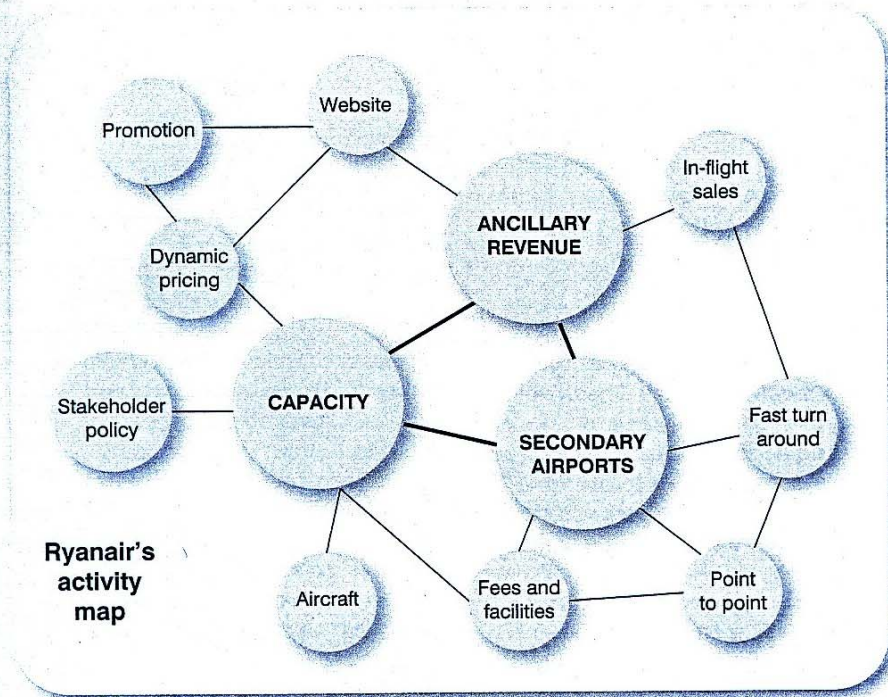 Promotion
Website
In-flight
sales
ANCILLARY
REVENUE
Dynamic
pricing
Stakeholder
policy
CAPACITY
SECONDARY
AIRPORTS
Fast turn
around
Ryanair's
activity
map
Aircraft
Fees and
facilities
Point
to point